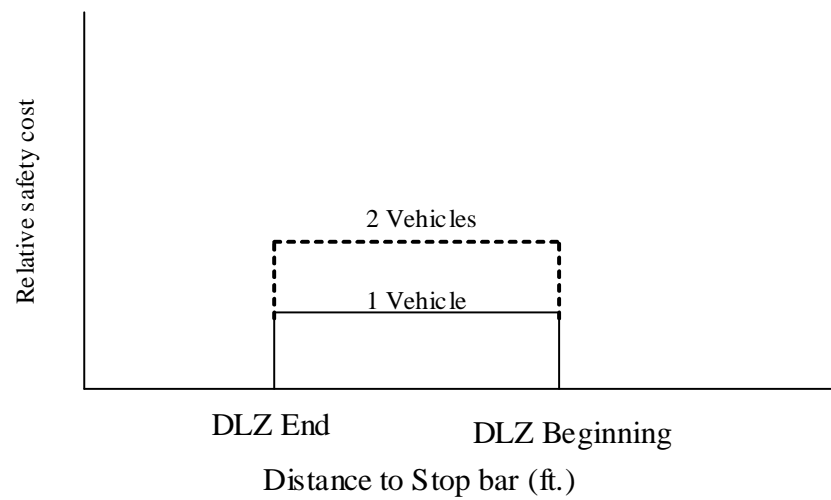 Relative safety cost
2 Vehicles
1 Vehicle
DLZ End
DLZ Beginning
Distance to Stop bar (ft.)